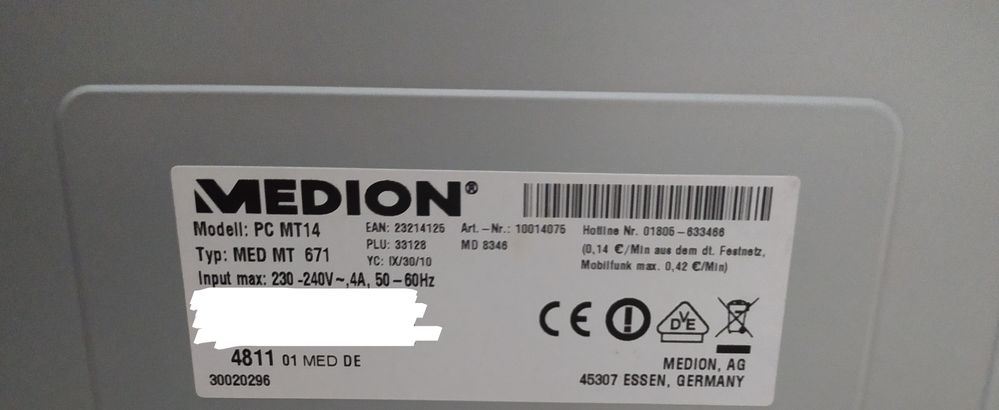 MEDION®
Modell: PC MT14
Typ: MED MT 671
Input max: 230 -240V~,4A, 50-60Hz
EAN: 23214125
PLU: 33128
YC: IX/30/10
Art.-Nr.: 10014075
MD 8346
Hotline Nr. 01805-633466
(0,14 €/Min aus dem dt. Festnetz,
Mobilfunk max. 0,42 €/Min)
4811 01 MED DE
30020296
CE
DVE
MEDION, AG
45307 ESSEN, GERMANY